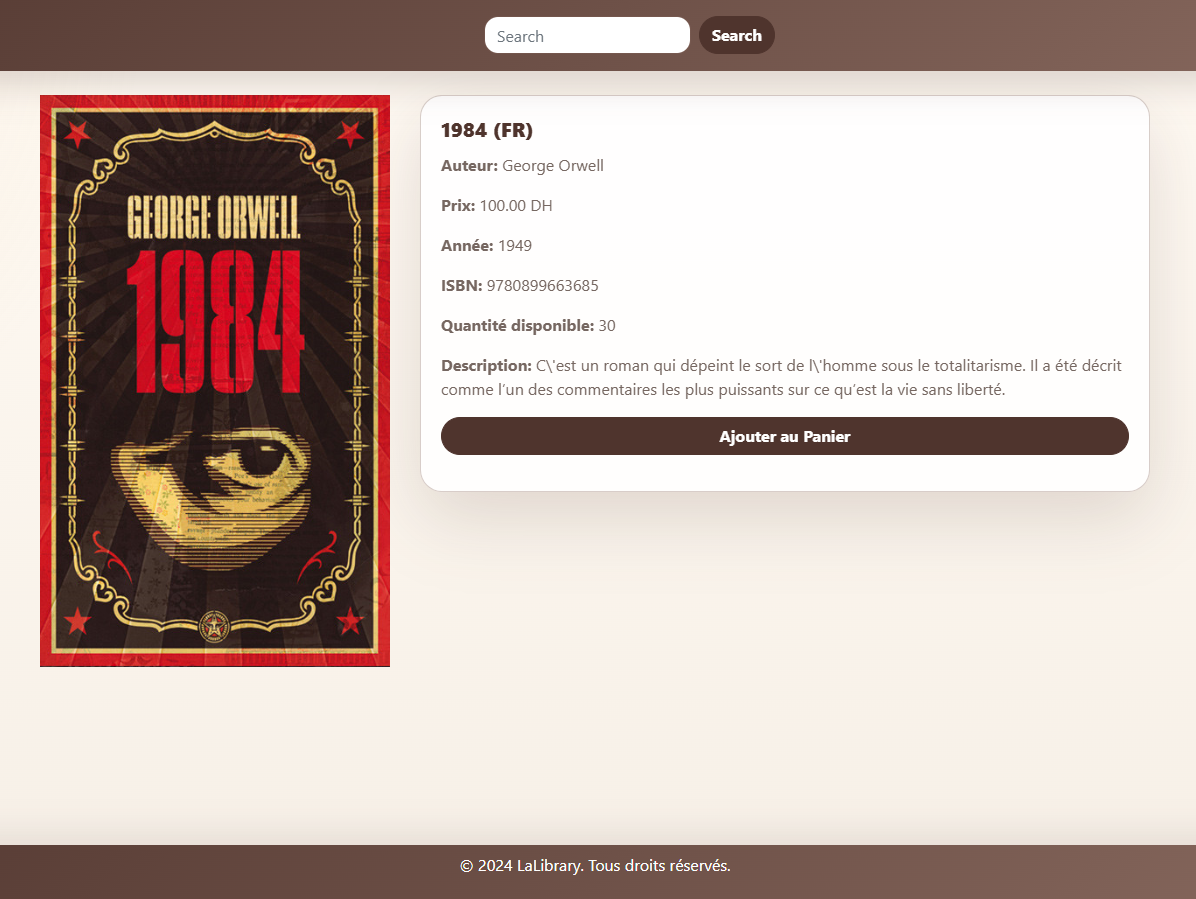 Search
Search
GEORGE ORWELL
1984
1984 (FR)
Auteur: George Orwell
Prix: 100.00 DH
Année: 1949
ISBN: 9780899663685
Quantité disponible: 30
Description: C\'est un roman qui dépeint le sort de l\'homme sous le totalitarisme. Il a été décrit
comme l’un des commentaires les plus puissants sur ce qu’est la vie sans liberté.
Ajouter au Panier
© 2024 LaLibrary. Tous droits réservés.